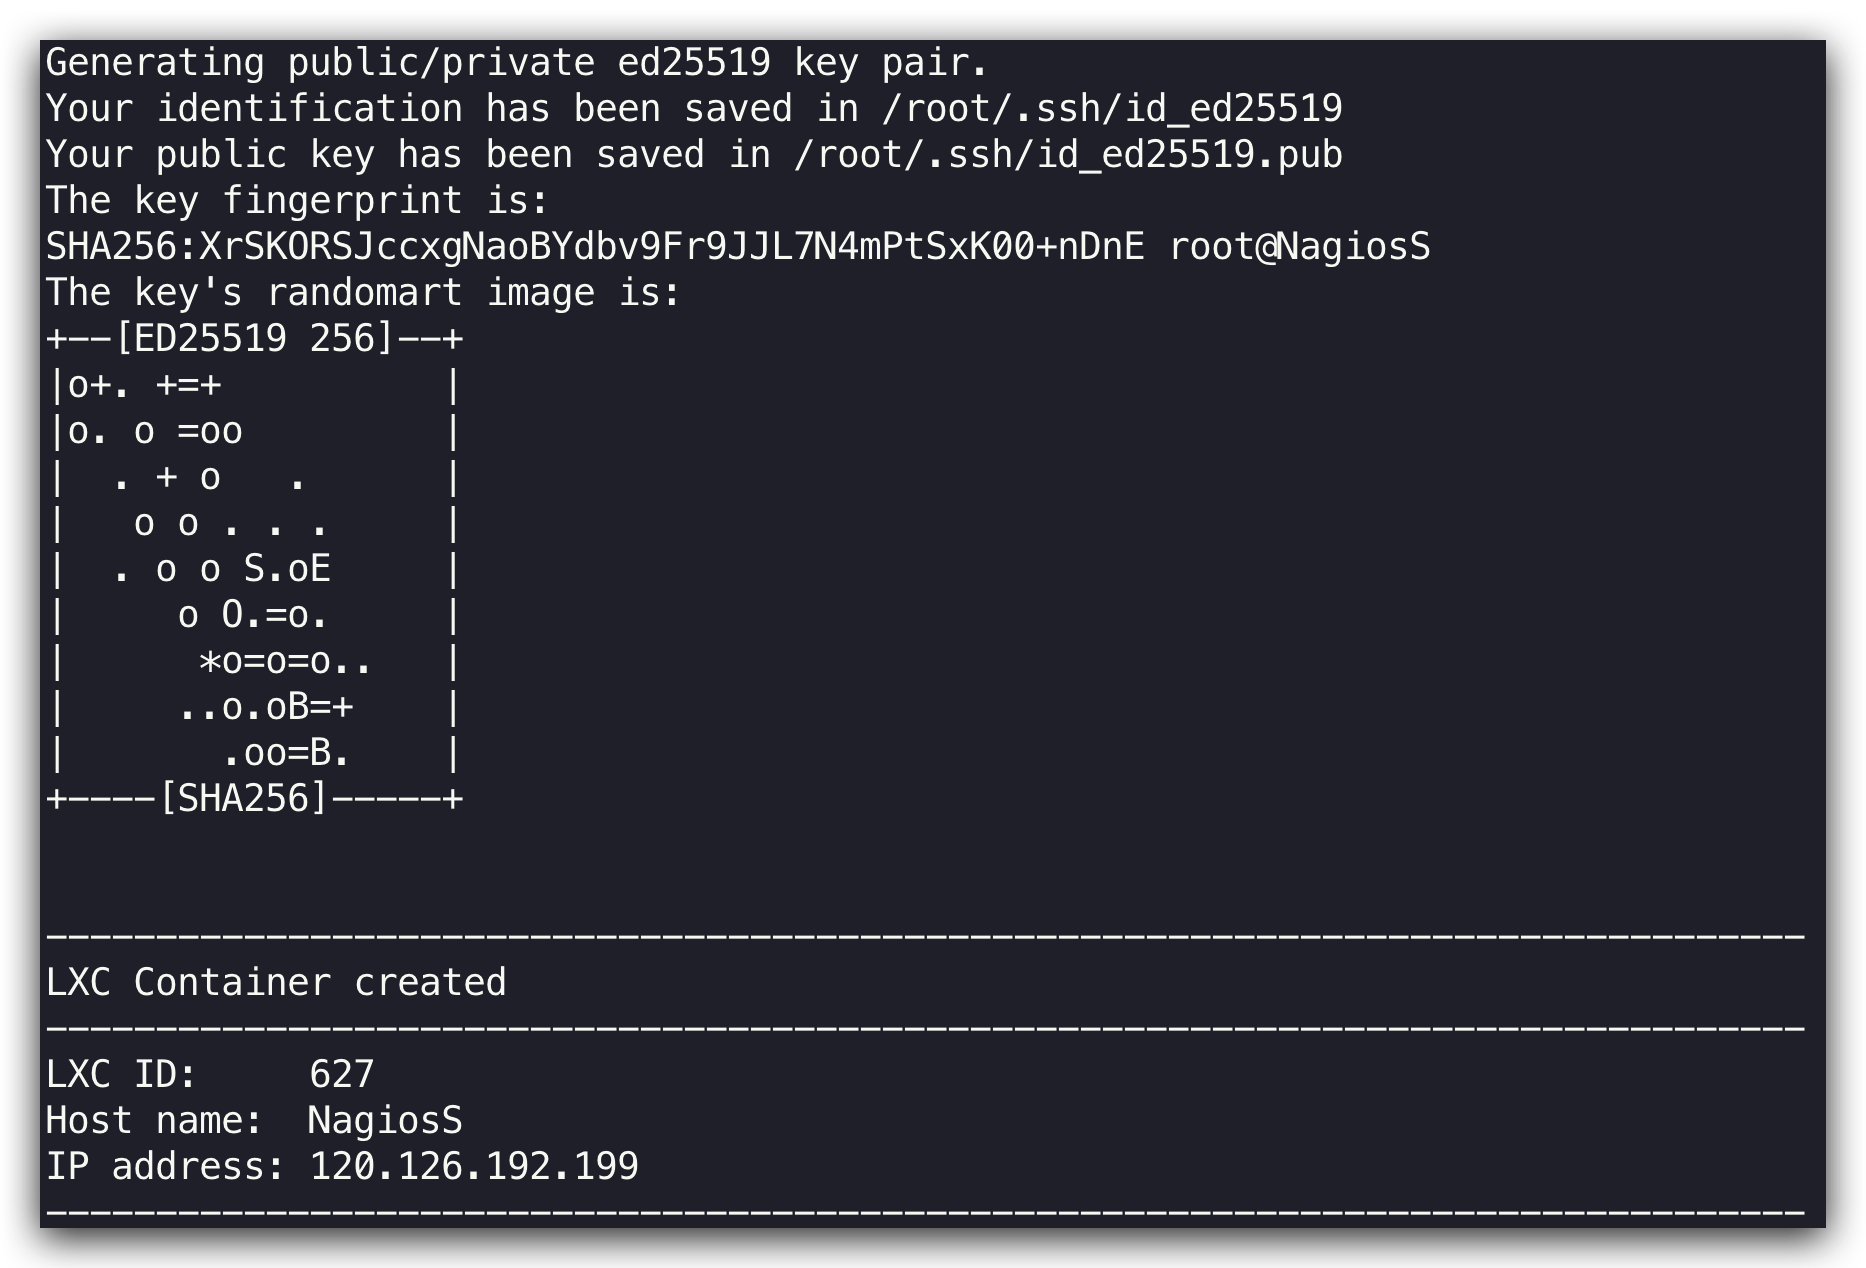 Generating public/private ed25519 key pair.
Your identification has been saved in /root/.ssh/id_ed25519
Your public key has been saved in /root/.ssh/id_ed25519.pub
The key fingerprint is:
SHA256:XrSKORSJccxgNaoBYdbv9Fr9JJL7N4mPtSxK00+nDnE root@NagiosS
The key's randomart image is:
+--[ED25519 256]--+
|o+. +=+          |
|o. o =oo         |
|  . + o   .      |
|   o o . . .     |
|  . o o S.oE     |
|     o O.=o.     |
|      *o=o=o..   |
|     ..o.oB=+    |
|       .oo=B.    |
+----[SHA256]-----+
--------------------------------------------------------------------------------
LXC Container created
--------------------------------------------------------------------------------
LXC ID:     627
Host name:  NagiosS
IP address: 120.126.192.199
--------------------------------------------------------------------------------